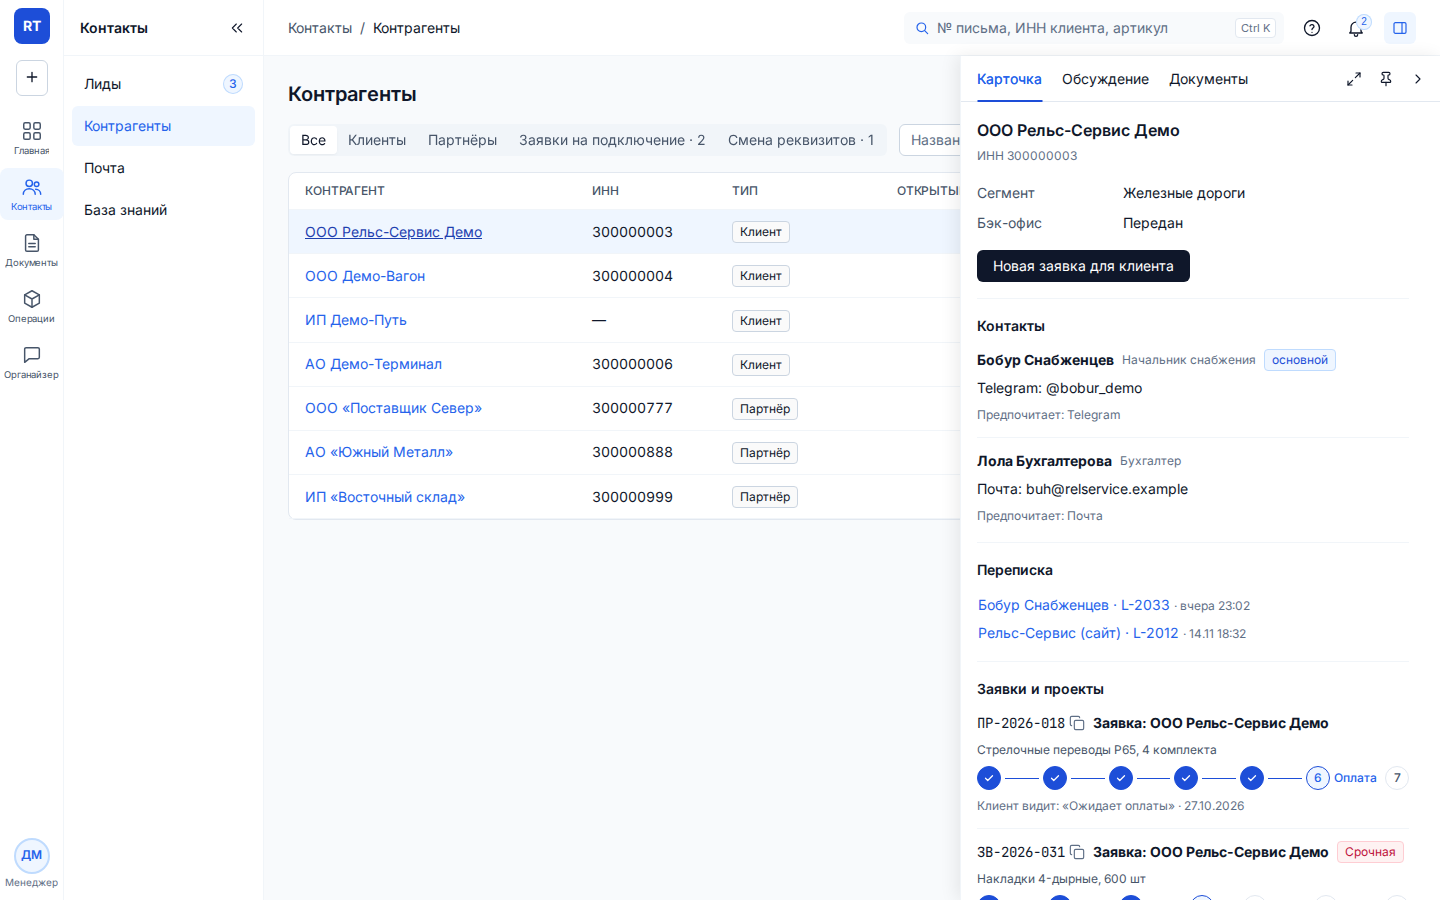 RT
Главная
Контакты
Документы
Операции
Органайзер
ДМ
Менеджер
Контакты
Лиды 3
Контрагенты
Почта
База знаний
Контакты / Контрагенты
№ письма, ИНН клиента, артикул Ctrl K
2
Контрагенты
Все Клиенты Партнёры Заявки на подключение · 2 Смена реквизитов · 1
КОНТРАГЕНТ ИНН ТИП
ООО Рельс-Сервис Демо 300000003 Клиент
ООО Демо-Вагон 300000004 Клиент
ИП Демо-Путь — Клиент
АО Демо-Терминал 300000006 Клиент
ООО «Поставщик Север» 300000777 Партнёр
АО «Южный Металл» 300000888 Партнёр
ИП «Восточный склад» 300000999 Партнёр
Карточка Обсуждение Документы
ООО Рельс-Сервис Демо
ИНН 300000003
Сегмент Железные дороги
Бэк-офис Передан
Новая заявка для клиента
Контакты
Бобур Снабженцев Начальник снабжения основной
Telegram: @bobur_demo
Предпочитает: Telegram
Лола Бухгалтерова Бухгалтер
Почта: buh@relservice.example
Предпочитает: Почта
Переписка
Бобур Снабженцев · L-2033 · вчера 23:02
Рельс-Сервис (сайт) · L-2012 · 14.11 18:32
Заявки и проекты
ПР-2026-018 Заявка: ООО Рельс-Сервис Демо
Стрелочные переводы Р65, 4 комплекта
6 Оплата 7
Клиент видит: «Ожидает оплаты» · 27.10.2026
ЗВ-2026-031 Заявка: ООО Рельс-Сервис Демо Срочная
Накладки 4-дырные, 600 шт